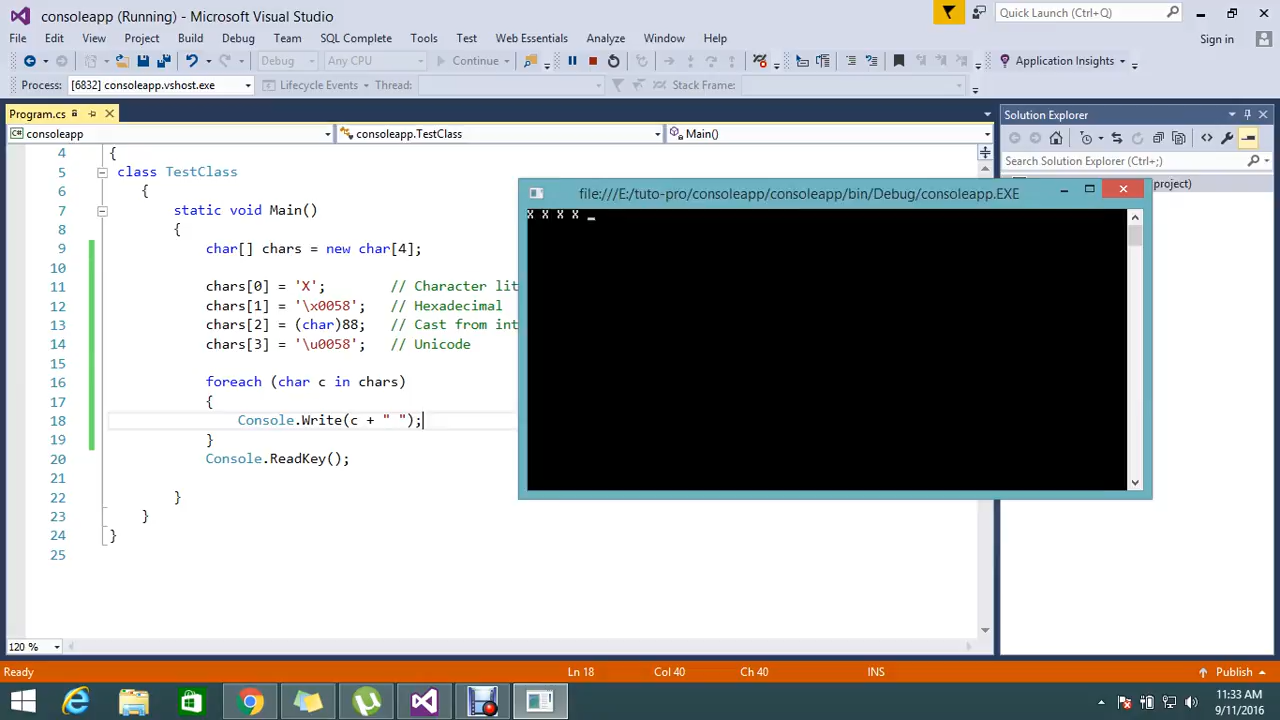 consoleapp (Running) - Microsoft Visual Studio
Quick Launch (Ctrl+Q)
File Edit View Project Build Debug Team SQL Complete Tools Test Web Essentials Analyze Window Help
Sign in
Debug Any CPU Continue Application Insights
Process: [6832] consoleapp.vshost.exe Lifecycle Events Thread: Stack Frame:
Program.cs
Solution Explorer
consoleapp consoleapp.TestClass Main()
Search Solution Explorer (Ctrl+;)
project)
4 {
5 class TestClass
6 {
7 static void Main()
8 {
9 char[] chars = new char[4];
10
11 chars[0] = 'X'; // Character lit
12 chars[1] = '\x0058'; // Hexadecimal
13 chars[2] = (char)88; // Cast from int
14 chars[3] = '\u0058'; // Unicode
15
16 foreach (char c in chars)
17 {
18 Console.Write(c + " ");
19 }
20 Console.ReadKey();
21
22 }
23 }
24 }
25
file:///E:/tuto-pro/consoleapp/consoleapp/bin/Debug/consoleapp.EXE
X X X X _
120 %
Ready Ln 18 Col 40 Ch 40 INS Publish
11:33 AM
9/11/2016